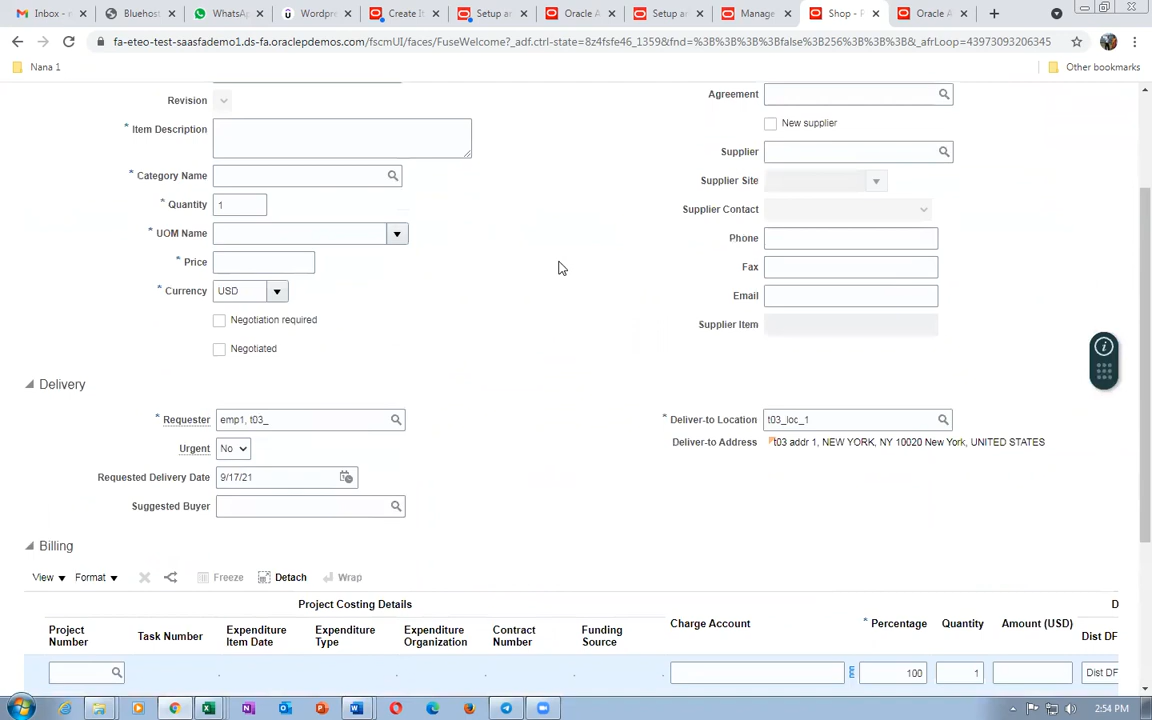 Inbox - n
Bluehost
WhatsA
Wordpre
Create It
Setup ar
Oracle A
Setup ar
Manage
Shop - P
Oracle A
fa-eteo-test-saasfademo1.ds-fa.oraclepdemos.com/fscmUI/faces/FuseWelcome?_adf.ctrl-state=8z4fsfe46_1359&fnd=%3B%3B%3B%3Bfalse%3B256%3B%3B%3B&_afrLoop=43973093206345
Nana 1 Other bookmarks
Revision
* Item Description
* Category Name
* Quantity 1
* UOM Name
* Price
* Currency USD
Negotiation required
Negotiated
Agreement
New supplier
Supplier
Supplier Site
Supplier Contact
Phone
Fax
Email
Supplier Item
Delivery
* Requester emp1, t03_
Urgent No
Requested Delivery Date 9/17/21
Suggested Buyer
* Deliver-to Location t03_loc_1
Deliver-to Address t03 addr 1, NEW YORK, NY 10020 New York, UNITED STATES
Billing
View Format Freeze Detach Wrap
Project Costing Details D
Project Number
Task Number
Expenditure Item Date
Expenditure Type
Expenditure Organization
Contract Number
Funding Source
Charge Account
* Percentage
Quantity
Amount (USD)
Dist DF
100 1 Dist DF
2:54 PM